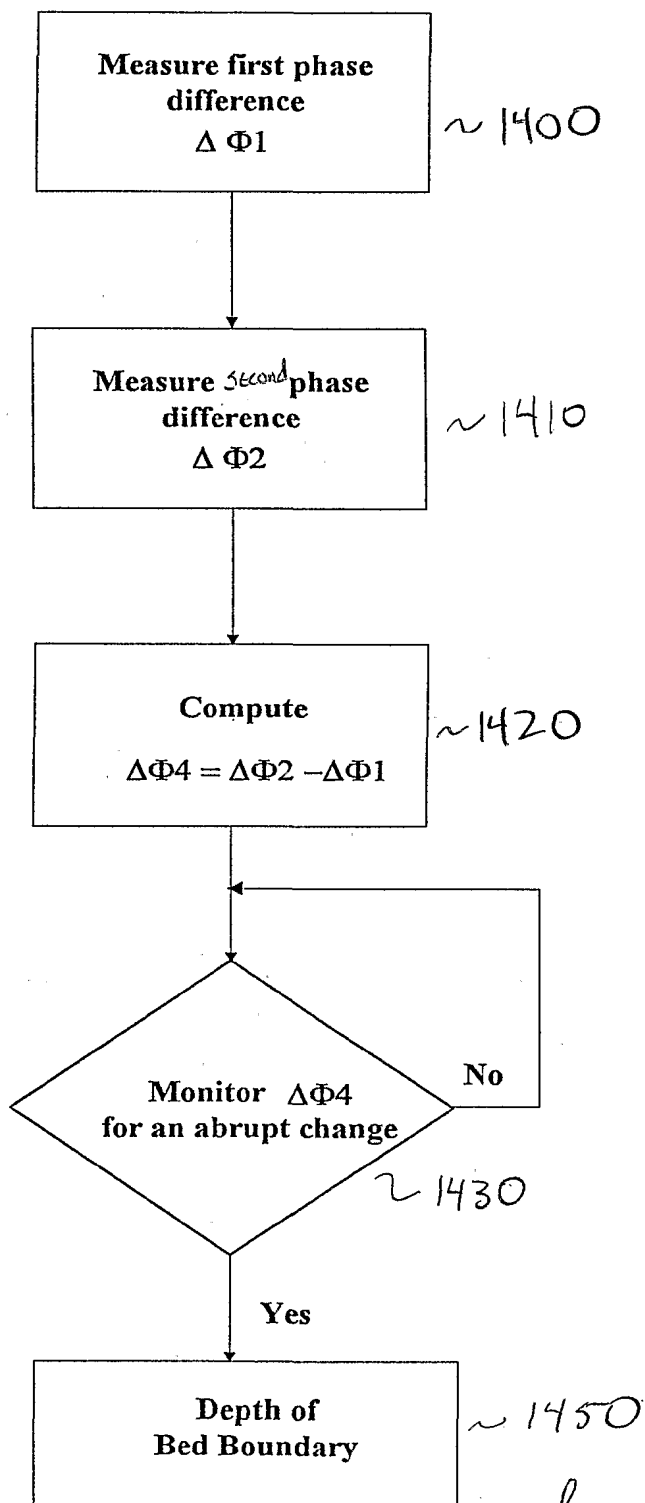 Measure first phase
difference
Δ Φ1
~ 1400
Measure second phase
difference
Δ Φ2
~ 1410
Compute
ΔΦ4 = ΔΦ2 –ΔΦ1
~ 1420
Monitor ΔΦ4
for an abrupt change
No
~ 1430
Yes
Depth of
Bed Boundary
~ 1450